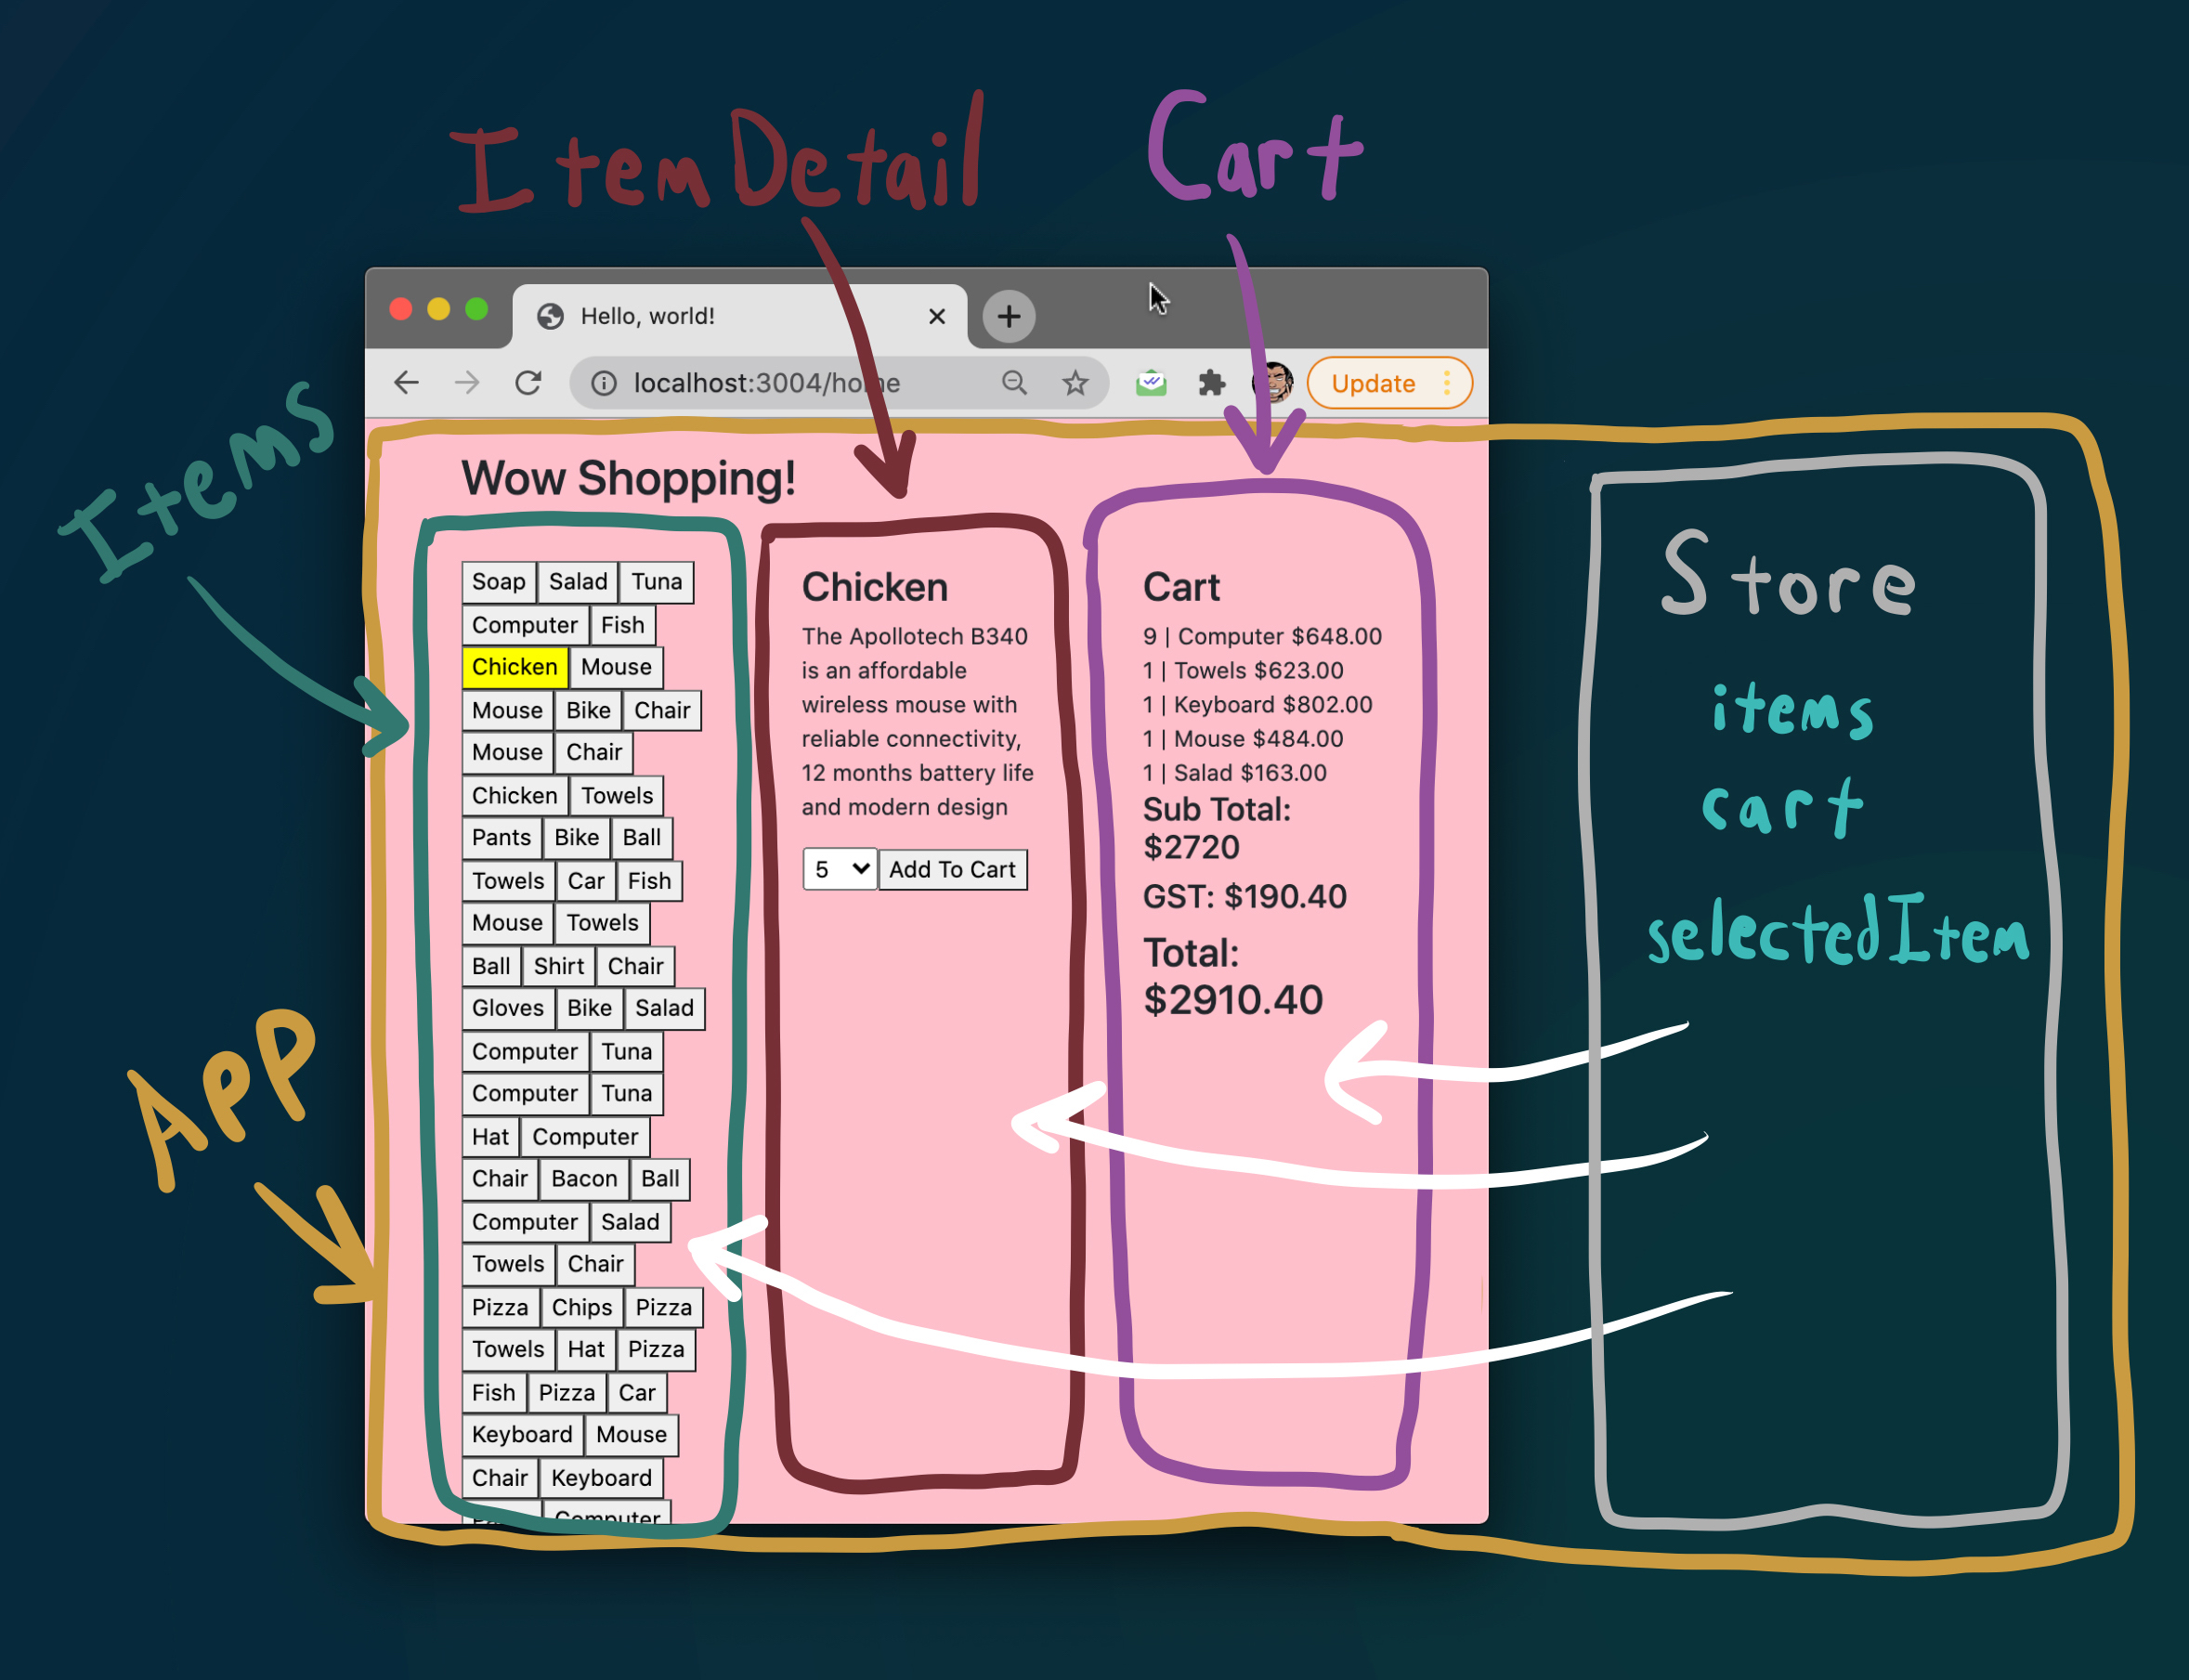 ItemDetail
Cart
Hello, world!
localhost:3004/home
Update
Items
App
Wow Shopping!
Soap Salad Tuna
Computer Fish
Chicken Mouse
Mouse Bike Chair
Mouse Chair
Chicken Towels
Pants Bike Ball
Towels Car Fish
Mouse Towels
Ball Shirt Chair
Gloves Bike Salad
Computer Tuna
Computer Tuna
Hat Computer
Chair Bacon Ball
Computer Salad
Towels Chair
Pizza Chips Pizza
Towels Hat Pizza
Fish Pizza Car
Keyboard Mouse
Chair Keyboard
Computer
Chicken
The Apollotech B340
is an affordable
wireless mouse with
reliable connectivity,
12 months battery life
and modern design
5 Add To Cart
Cart
9 | Computer $648.00
1 | Towels $623.00
1 | Keyboard $802.00
1 | Mouse $484.00
1 | Salad $163.00
Sub Total:
$2720
GST: $190.40
Total:
$2910.40
Store
items
cart
selectedItem